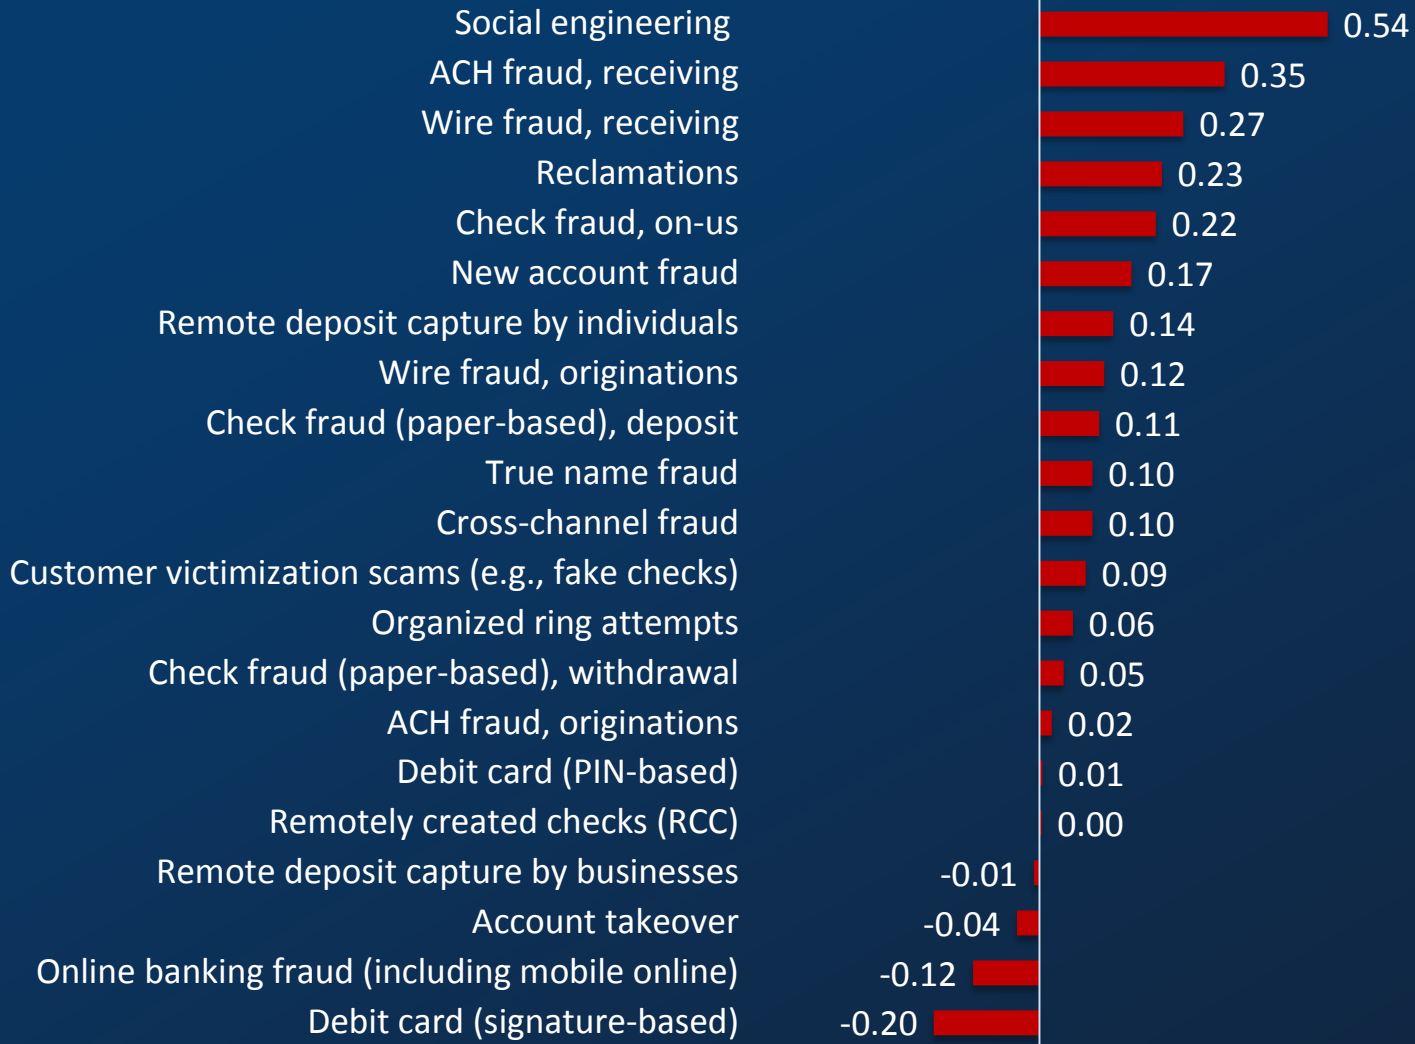 Social engineering 0.54
ACH fraud, receiving 0.35
Wire fraud, receiving 0.27
Reclamations 0.23
Check fraud, on-us 0.22
New account fraud 0.17
Remote deposit capture by individuals 0.14
Wire fraud, originations 0.12
Check fraud (paper-based), deposit 0.11
True name fraud 0.10
Cross-channel fraud 0.10
Customer victimization scams (e.g., fake checks) 0.09
Organized ring attempts 0.06
Check fraud (paper-based), withdrawal 0.05
ACH fraud, originations 0.02
Debit card (PIN-based) 0.01
Remotely created checks (RCC) 0.00
Remote deposit capture by businesses -0.01
Account takeover -0.04
Online banking fraud (including mobile online) -0.12
Debit card (signature-based) -0.20